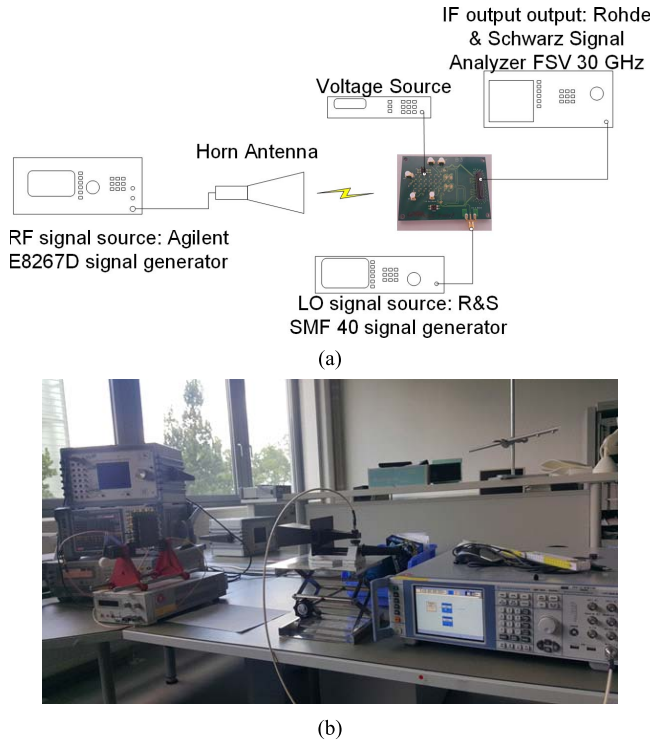 IF output output: Rohde
& Schwarz Signal
Analyzer FSV 30 GHz
Voltage Source
Horn Antenna
RF signal source: Agilent
E8267D signal generator
LO signal source: R&S
SMF 40 signal generator
(a)
(b)